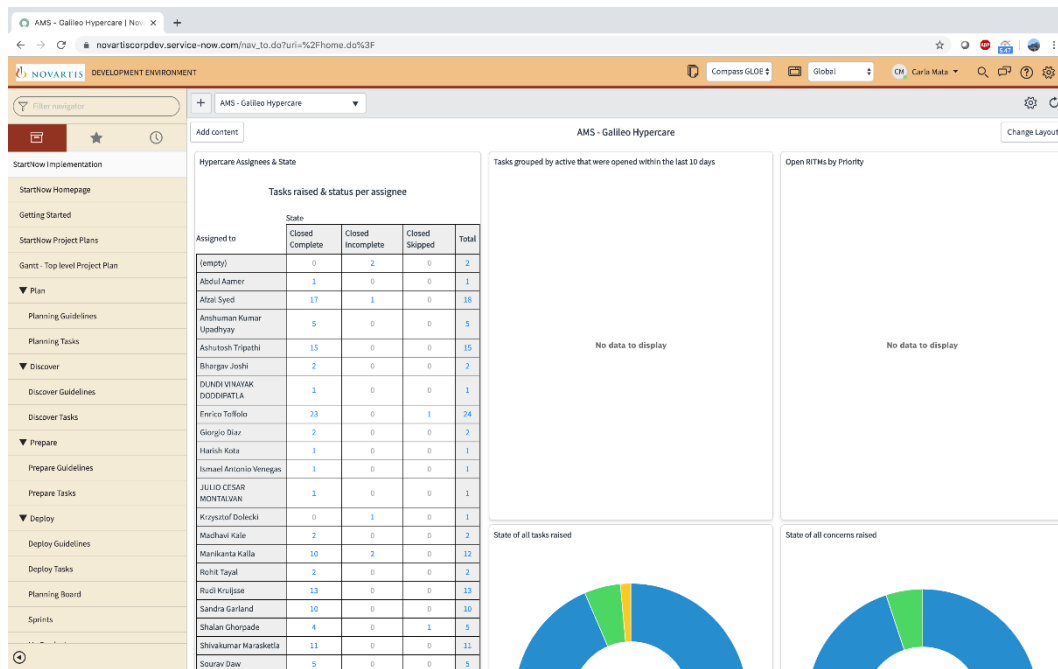 AMS - Galileo Hypercare | Nov
novartiscorpdev.service-now.com/nav_to.do?uri=%2Fhome.do%3F
ABP
5.47
NOVARTIS DEVELOPMENT ENVIRONMENT
Compass GLOE
Global
CM Carla Mata
Filter navigator
AMS - Galileo Hypercare
Add content
AMS - Galileo Hypercare
Change Layout
StartNow Implementation
StartNow Homepage
Getting Started
StartNow Project Plans
Gantt - Top level Project Plan
Plan
Planning Guidelines
Planning Tasks
Discover
Discover Guidelines
Discover Tasks
Prepare
Prepare Guidelines
Prepare Tasks
Deploy
Deploy Guidelines
Deploy Tasks
Planning Board
Sprints
Hypercare Assignees & State
Tasks raised & status per assignee
State
Assigned to Closed Complete Closed Incomplete Closed Skipped Total
(empty) 0 2 0 2
Abdul Aamer 1 0 0 1
Afzal Syed 17 1 0 18
Anshuman Kumar Upadhyay 5 0 0 5
Ashutosh Tripathi 15 0 0 15
Bhargav Joshi 2 0 0 2
DUNDI VINAYAK DODDIPATLA 1 0 0 1
Enrico Toffolo 23 0 1 24
Giorgio Diaz 2 0 0 2
Harish Kota 1 0 0 1
Ismael Antonio Venegas 1 0 0 1
JULIO CESAR MONTALVAN 1 0 0 1
Krzysztof Dolecki 0 1 0 1
Madhavi Kale 2 0 0 2
Manikanta Kalla 10 2 0 12
Rohit Tayal 2 0 0 2
Rudi Kruijsse 13 0 0 13
Sandra Garland 10 0 0 10
Shalan Ghorpade 4 0 1 5
Shivakumar Marasketla 11 0 0 11
Sourav Daw 5 0 0 5
Tasks grouped by active that were opened within the last 10 days
No data to display
Open RITMs by Priority
No data to display
State of all tasks raised
State of all concerns raised